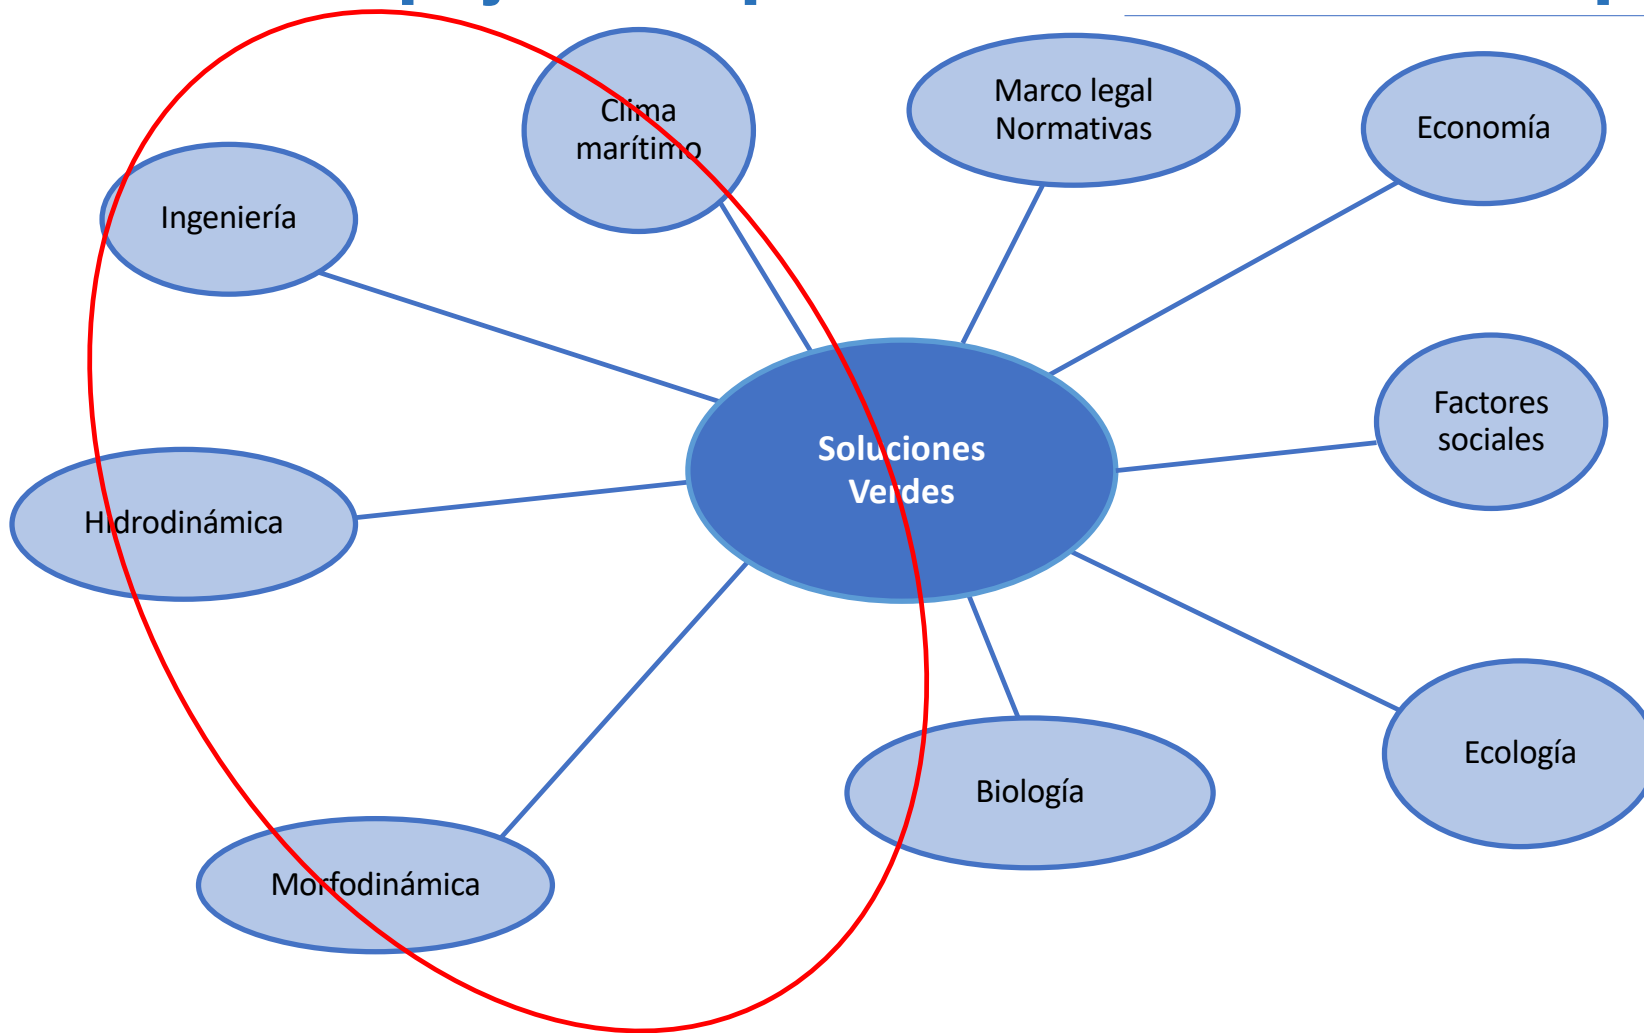 Clima
marítimo
Marco legal
Normativas
Economía
Ingeniería
Factores
sociales
Soluciones
Verdes
Hidrodinámica
Ecología
Biología
Morfodinámica